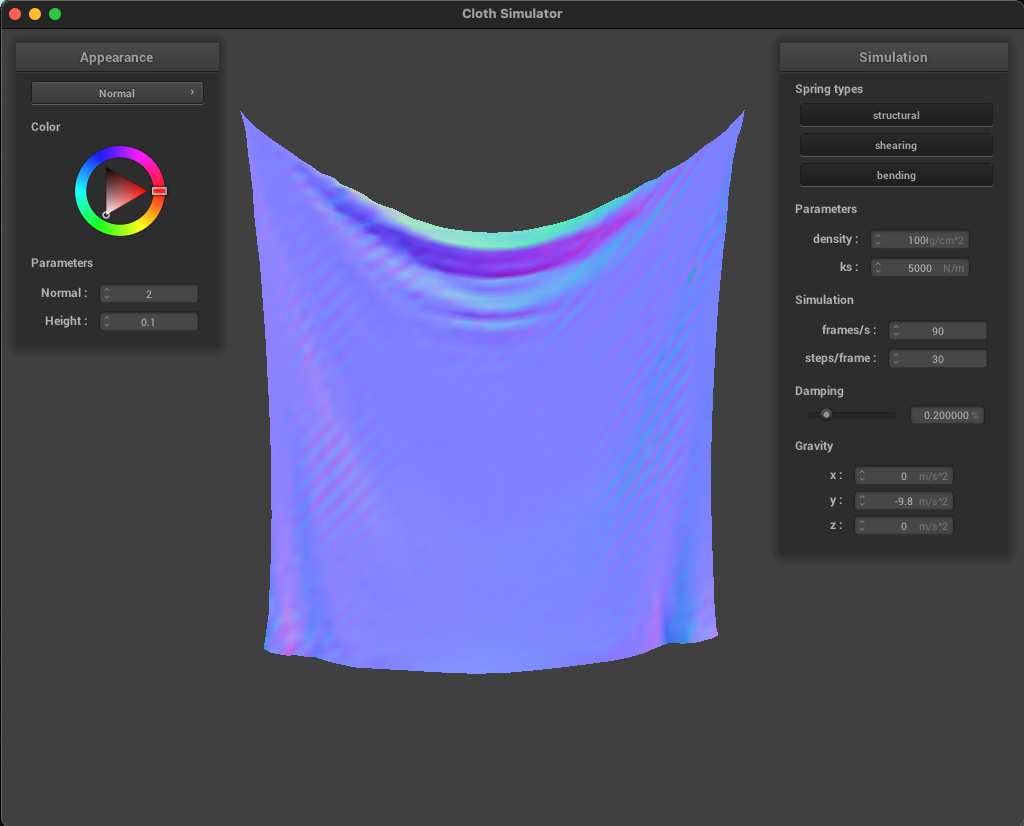 Cloth Simulator
Appearance
Normal
Color
Parameters
Normal : 2
Height : 0.1
Simulation
Spring types
structural
shearing
bending
Parameters
density : 100 g/cm^2
ks : 5000 N/m
Simulation
frames/s : 90
steps/frame : 30
Damping
0.200000 %
Gravity
x : 0 m/s^2
y : -9.8 m/s^2
z : 0 m/s^2